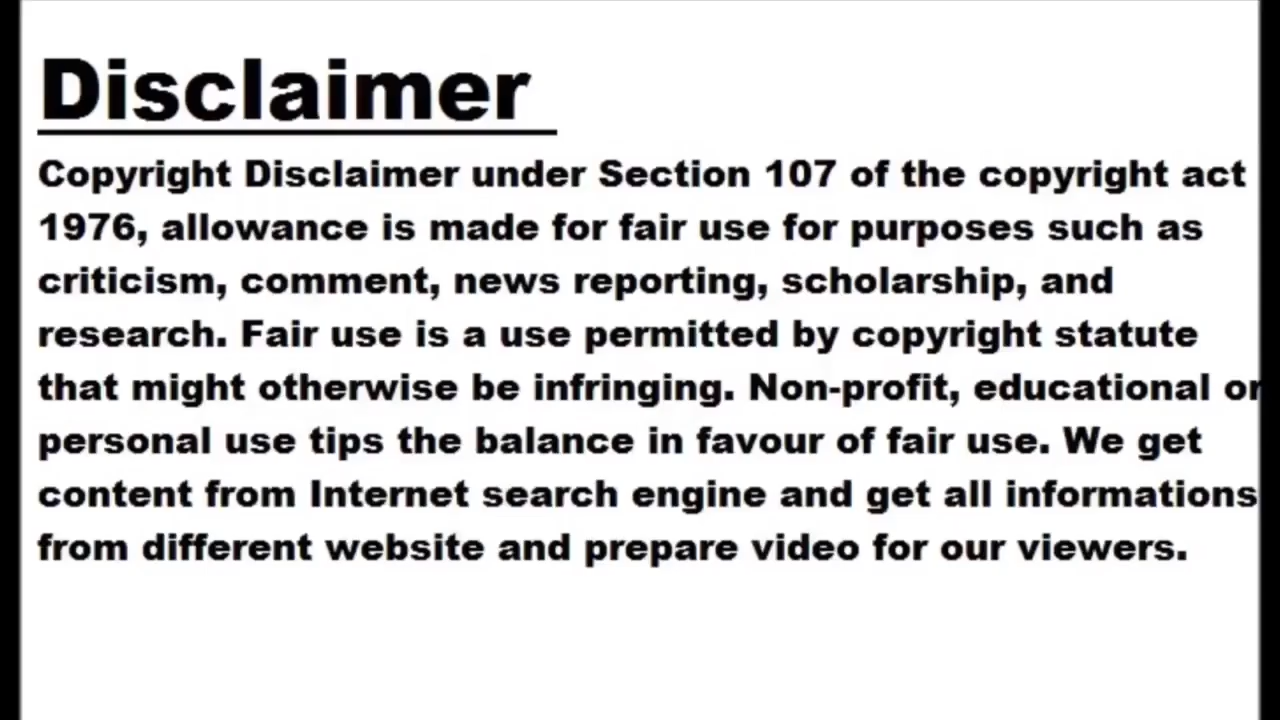 Disclaimer
Copyright Disclaimer under Section 107 of the copyright act
1976, allowance is made for fair use for purposes such as
criticism, comment, news reporting, scholarship, and
research. Fair use is a use permitted by copyright statute
that might otherwise be infringing. Non-profit, educational or
personal use tips the balance in favour of fair use. We get
content from Internet search engine and get all informations
from different website and prepare video for our viewers.